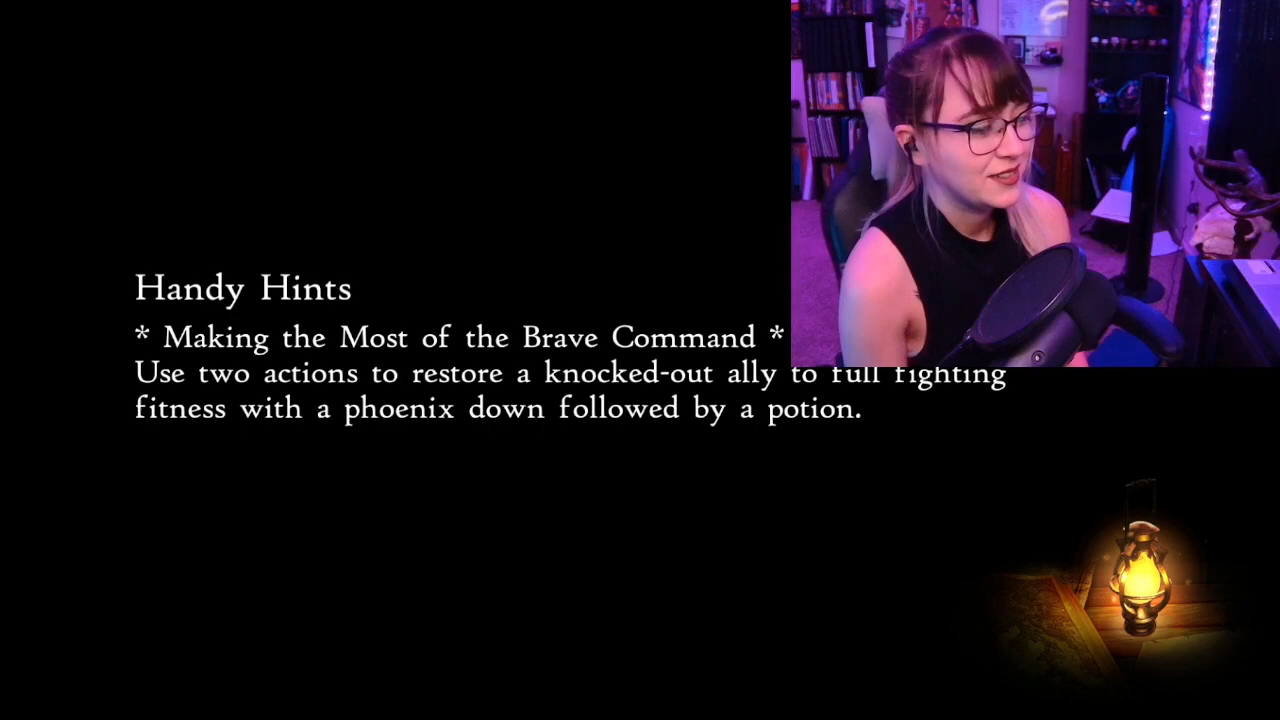 Handy Hints
* Making the Most of the Brave Command *
Use two actions to restore a knocked-out ally to full fighting
fitness with a phoenix down followed by a potion.